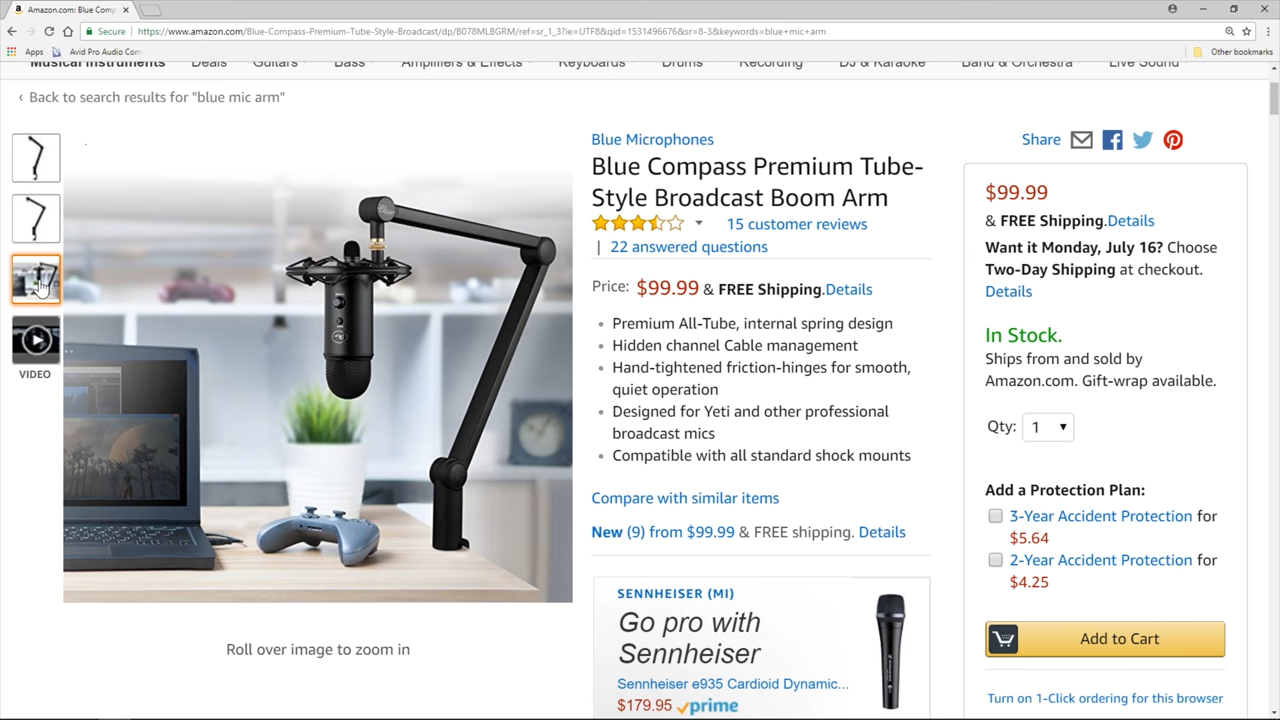 Amazon.com: Blue Comp
Secure
https://www.amazon.com/Blue-Compass-Premium-Tube-Style-Broadcast/dp/B078MLBGRM/ref=sr_1_3?ie=UTF8&qid=1531496676&sr=8-3&keywords=blue+mic+arm
Apps
Avid Pro Audio Com
Other bookmarks
Musical Instruments
Deals
Guitars
Bass
Amplifiers & Effects
Keyboards
Drums
Recording
DJ & Karaoke
Band & Orchestra
Live Sound
‹ Back to search results for "blue mic arm"
VIDEO
Roll over image to zoom in
Blue Microphones
Blue Compass Premium Tube-
Style Broadcast Boom Arm
15 customer reviews
| 22 answered questions
Price: $99.99 & FREE Shipping. Details
Premium All-Tube, internal spring design
Hidden channel Cable management
Hand-tightened friction-hinges for smooth,
quiet operation
Designed for Yeti and other professional
broadcast mics
Compatible with all standard shock mounts
Compare with similar items
New (9) from $99.99 & FREE shipping. Details
SENNHEISER (MI)
Go pro with
Sennheiser
Sennheiser e935 Cardioid Dynamic...
$179.95 prime
Share
$99.99
& FREE Shipping. Details
Want it Monday, July 16? Choose
Two-Day Shipping at checkout.
Details
In Stock.
Ships from and sold by
Amazon.com. Gift-wrap available.
Qty: 1
Add a Protection Plan:
3-Year Accident Protection for
$5.64
2-Year Accident Protection for
$4.25
Add to Cart
Turn on 1-Click ordering for this browser